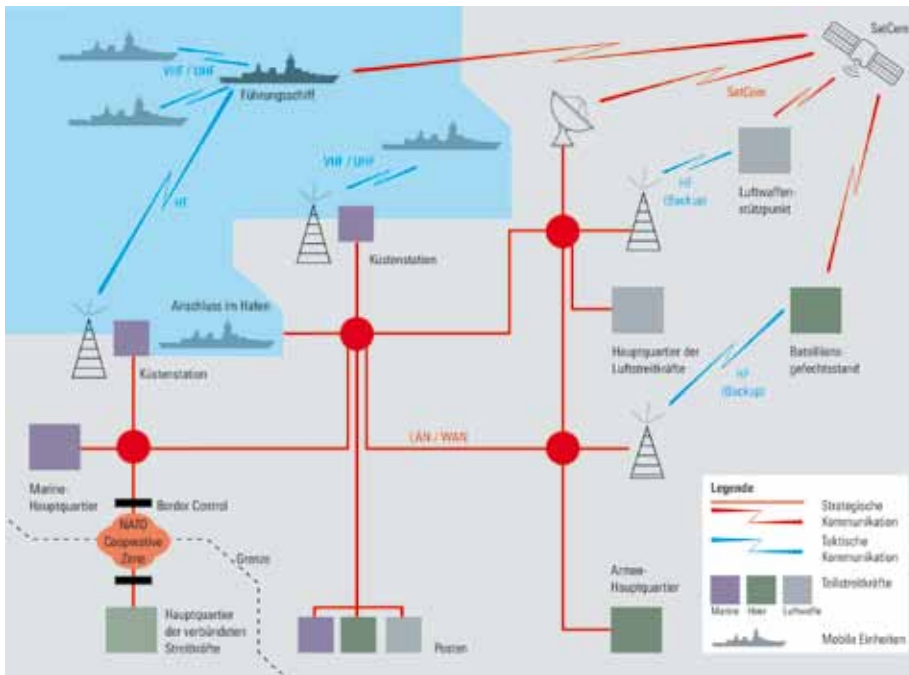 SatCom
VHF / UHF
Führungsschiff
SatCom
VHF / UHF
HF
HF
(Backup)
Luftwaffen-
stützpunkt
Küstenstation
Anschluss im Hafen
Küstenstation
Hauptquartier der
Luftstreitkräfte
Bataillions-
gefechtsstand
HF
(Backup)
LAN / WAN
Marine-
Hauptquartier
Border Control
NATO
Cooperative
Zone
Grenze
Hauptquartier
der verbündeten
Streitkräfte
Posten
Armee-
Hauptquartier
Legende
Strategische
Kommunikation
Taktische
Kommunikation
Teilstreitkräfte
Marine
Heer
Luftwaffe
Mobile Einheiten